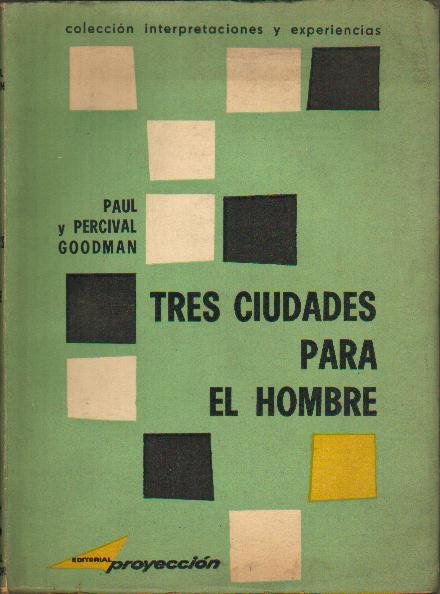 colección interpretaciones y experiencias
PAUL
y PERCIVAL
GOODMAN
TRES CIUDADES
PARA
EL HOMBRE
EDITORIAL proyección